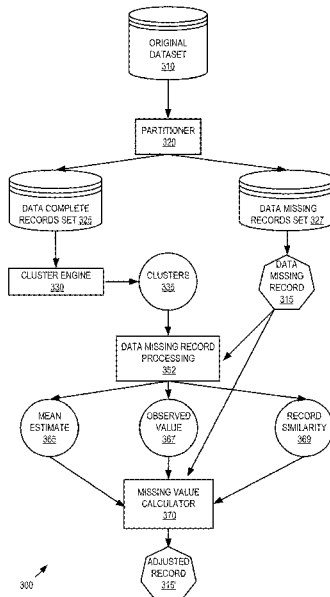 ORIGINAL
DATASET
310
PARTITIONER
320
DATA COMPLETE
RECORDS SET 325
DATA MISSING
RECORDS SET 327
CLUSTER ENGINE
330
CLUSTERS
335
DATA
MISSING
RECORD
315
DATA MISSING RECORD
PROCESSING
352
MEAN
ESTIMATE
365
OBSERVED
VALUE
367
RECORD
SIMILARITY
369
MISSING VALUE
CALCULATOR
370
ADJUSTED
RECORD
315'
300